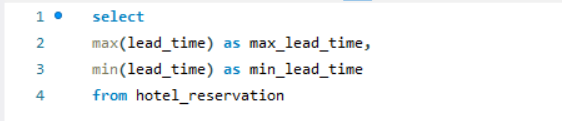 1 select
2 max(lead_time) as max_lead_time,
3 min(lead_time) as min_lead_time
4 from hotel_reservation